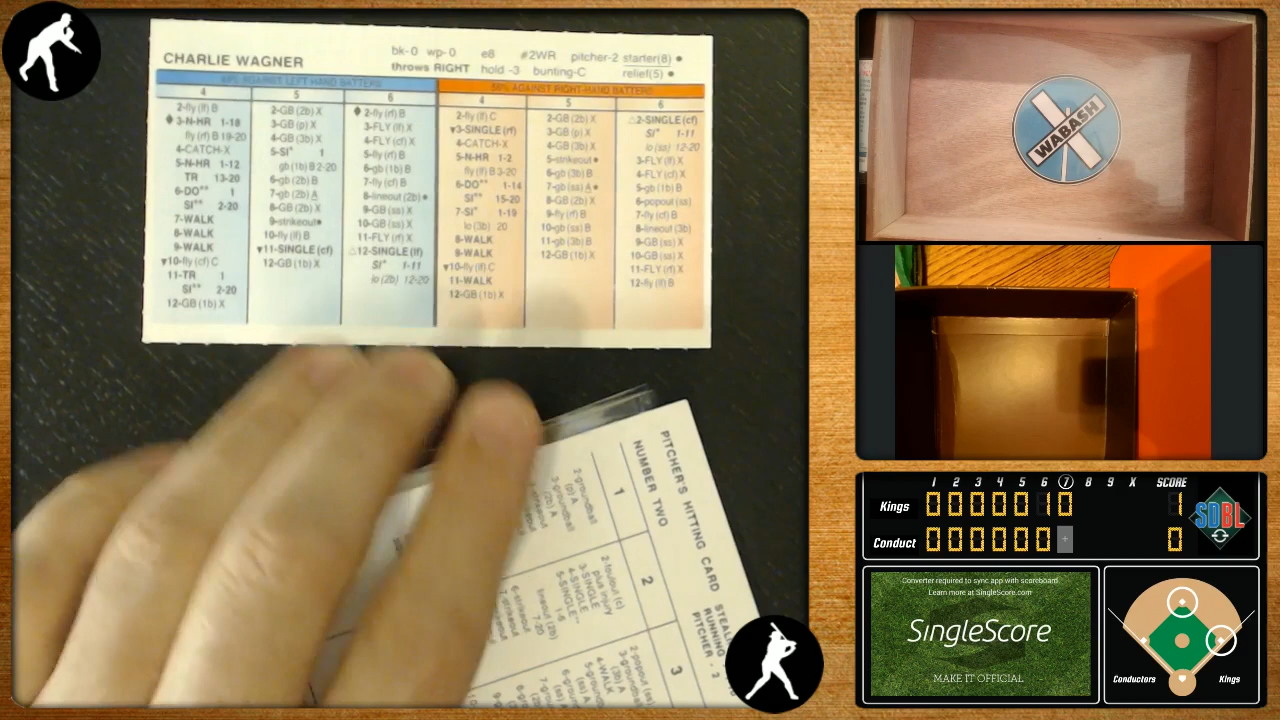 CHARLIE WAGNER
bk-0 wp-0 e8 #2WR pitcher-2 starter(8) ●
throws RIGHT hold -3 bunting-C relief(5) ●
AGAINST LEFT-HAND BATTERS
AGAINST RIGHT-HAND BATTERS
4 5 6 4 5 6
2-fly (lf) B
◆ 3-N-HR 1-18
fly (rf) B 19-20
4-CATCH-X
5-N-HR 1-12
TR 13-20
6-DO** 1
SI** 2-20
7-WALK
8-WALK
9-WALK
▼10-fly (cf) C
11-TR 1
SI** 2-20
12-GB (1b) X
2-GB (2b) X
3-GB (p) X
4-GB (3b) X
5-SI* 1
gb (1b) B 2-20
6-gb (2b) B
7-gb (2b) A
8-GB (2b) X
9-strikeout●
10-fly (lf) B
▼11-SINGLE (cf)
12-GB (1b) X
◆ 2-fly (rf) B
3-FLY (lf) X
4-FLY (cf) X
5-fly (rf) B
6-gb (1b) B
7-fly (cf) B
8-lineout (2b)●
9-GB (ss) X
10-GB (ss) X
11-FLY (rf) X
△12-SINGLE (lf)
SI* 1-11
lo (2b) 12-20
2-fly (lf) C
▼3-SINGLE (rf)
4-CATCH-X
5-N-HR 1-2
fly (lf) B 3-20
6-DO** 1-14
SI** 15-20
7-SI* 1-19
lo (3b) 20
8-WALK
9-WALK
▼10-fly (lf) C
11-WALK
12-GB (1b) X
2-GB (2b) X
3-GB (p) X
4-GB (3b) X
5-strikeout●
6-gb (3b) B
7-gb (ss) A●
8-GB (2b) X
9-fly (rf) B
10-gb (ss) B
11-gb (3b) B
12-GB (1b) X
△2-SINGLE (cf)
SI* 1-11
lo (ss) 12-20
3-FLY (lf) X
4-FLY (cf) X
5-gb (1b) B
6-popout (ss)
7-fly (cf) B
8-lineout (3b)
9-GB (ss) X
10-GB (ss) X
11-FLY (rf) X
12-fly (lf) B
PITCHER'S HITTING CARD
NUMBER TWO
1 2 3
WABASH
1 2 3 4 5 6 7 8 9 X SCORE
Kings 0 0 0 0 0 1 0 1
Conduct 0 0 0 0 0 0 + 0
SDBL
Converter required to sync app with scoreboard
Learn more at SingleScore.com
SINGLESCORE
MAKE IT OFFICIAL
Conductors Kings